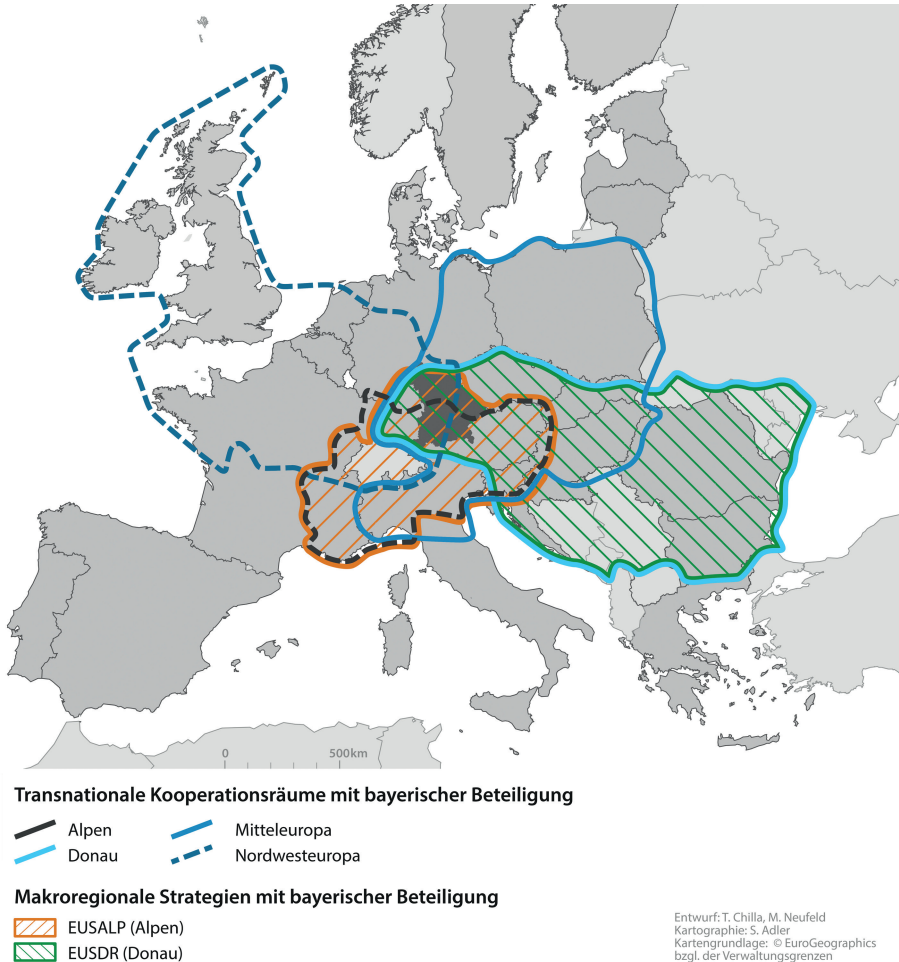 0 500km
Transnationale Kooperationsräume mit bayerischer Beteiligung
Alpen Mitteleuropa
Donau Nordwesteuropa
Makroregionale Strategien mit bayerischer Beteiligung
EUSALP (Alpen)
EUSDR (Donau)
Entwurf: T. Chilla, M. Neufeld
Kartographie: S. Adler
Kartengrundlage: © EuroGeographics
bzgl. der Verwaltungsgrenzen